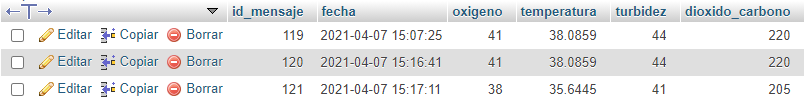 id_mensaje fecha oxigeno temperatura turbidez dioxido_carbono
Editar Copiar Borrar 119 2021-04-07 15:07:25 41 38.0859 44 220
Editar Copiar Borrar 120 2021-04-07 15:16:41 41 38.0859 44 220
Editar Copiar Borrar 121 2021-04-07 15:17:11 38 35.6445 41 205